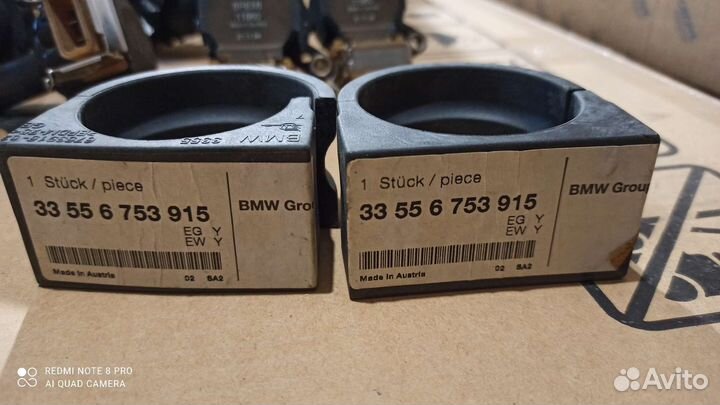 BMW 3355
1 Stück / piece
33 55 6 753 915
EG Y
EW Y
BMW Grou
Made in Austria
02 SA2
1 Stück / piece
33 55 6 753 915
EG Y
EW Y
BMW Group
Made in Austria
02 SA2
REDMI NOTE 8 PRO
AI QUAD CAMERA
Avito